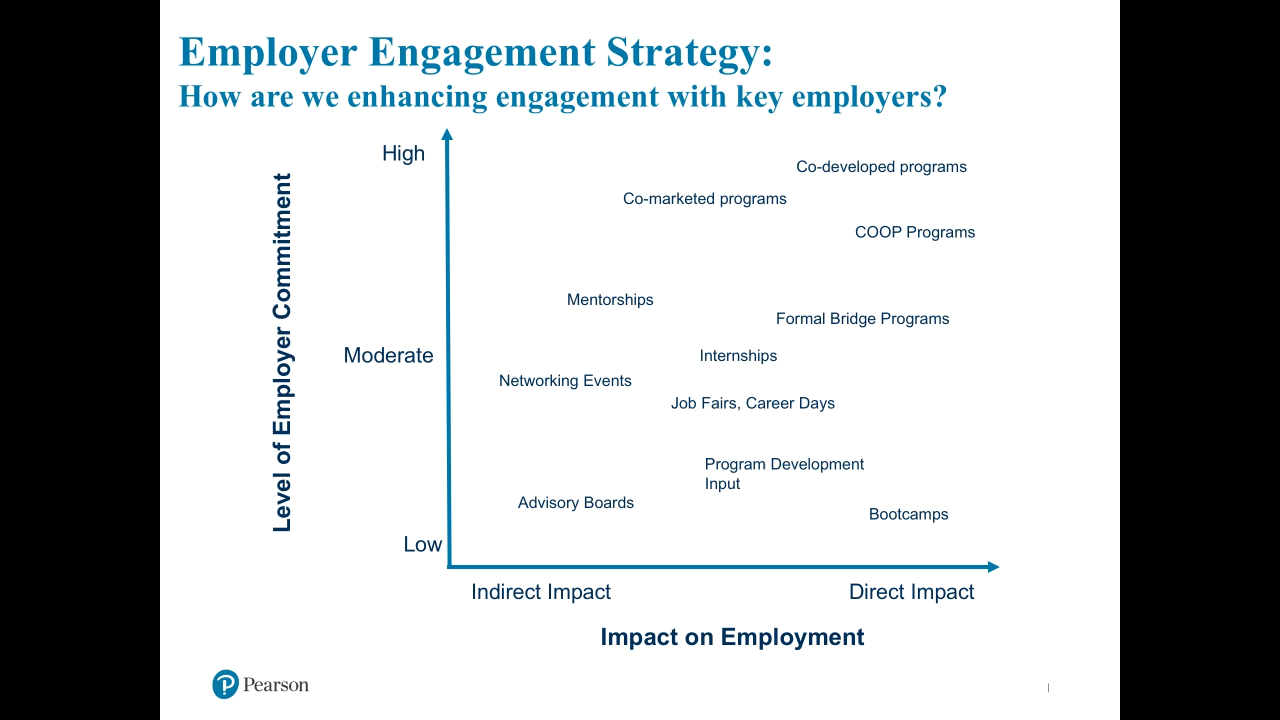 Employer Engagement Strategy:
How are we enhancing engagement with key employers?
High
Co-developed programs
Co-marketed programs
COOP Programs
Level of Employer Commitment
Mentorships
Formal Bridge Programs
Moderate
Internships
Networking Events
Job Fairs, Career Days
Program Development
Input
Advisory Boards
Bootcamps
Low
Indirect Impact
Direct Impact
Impact on Employment
Pearson